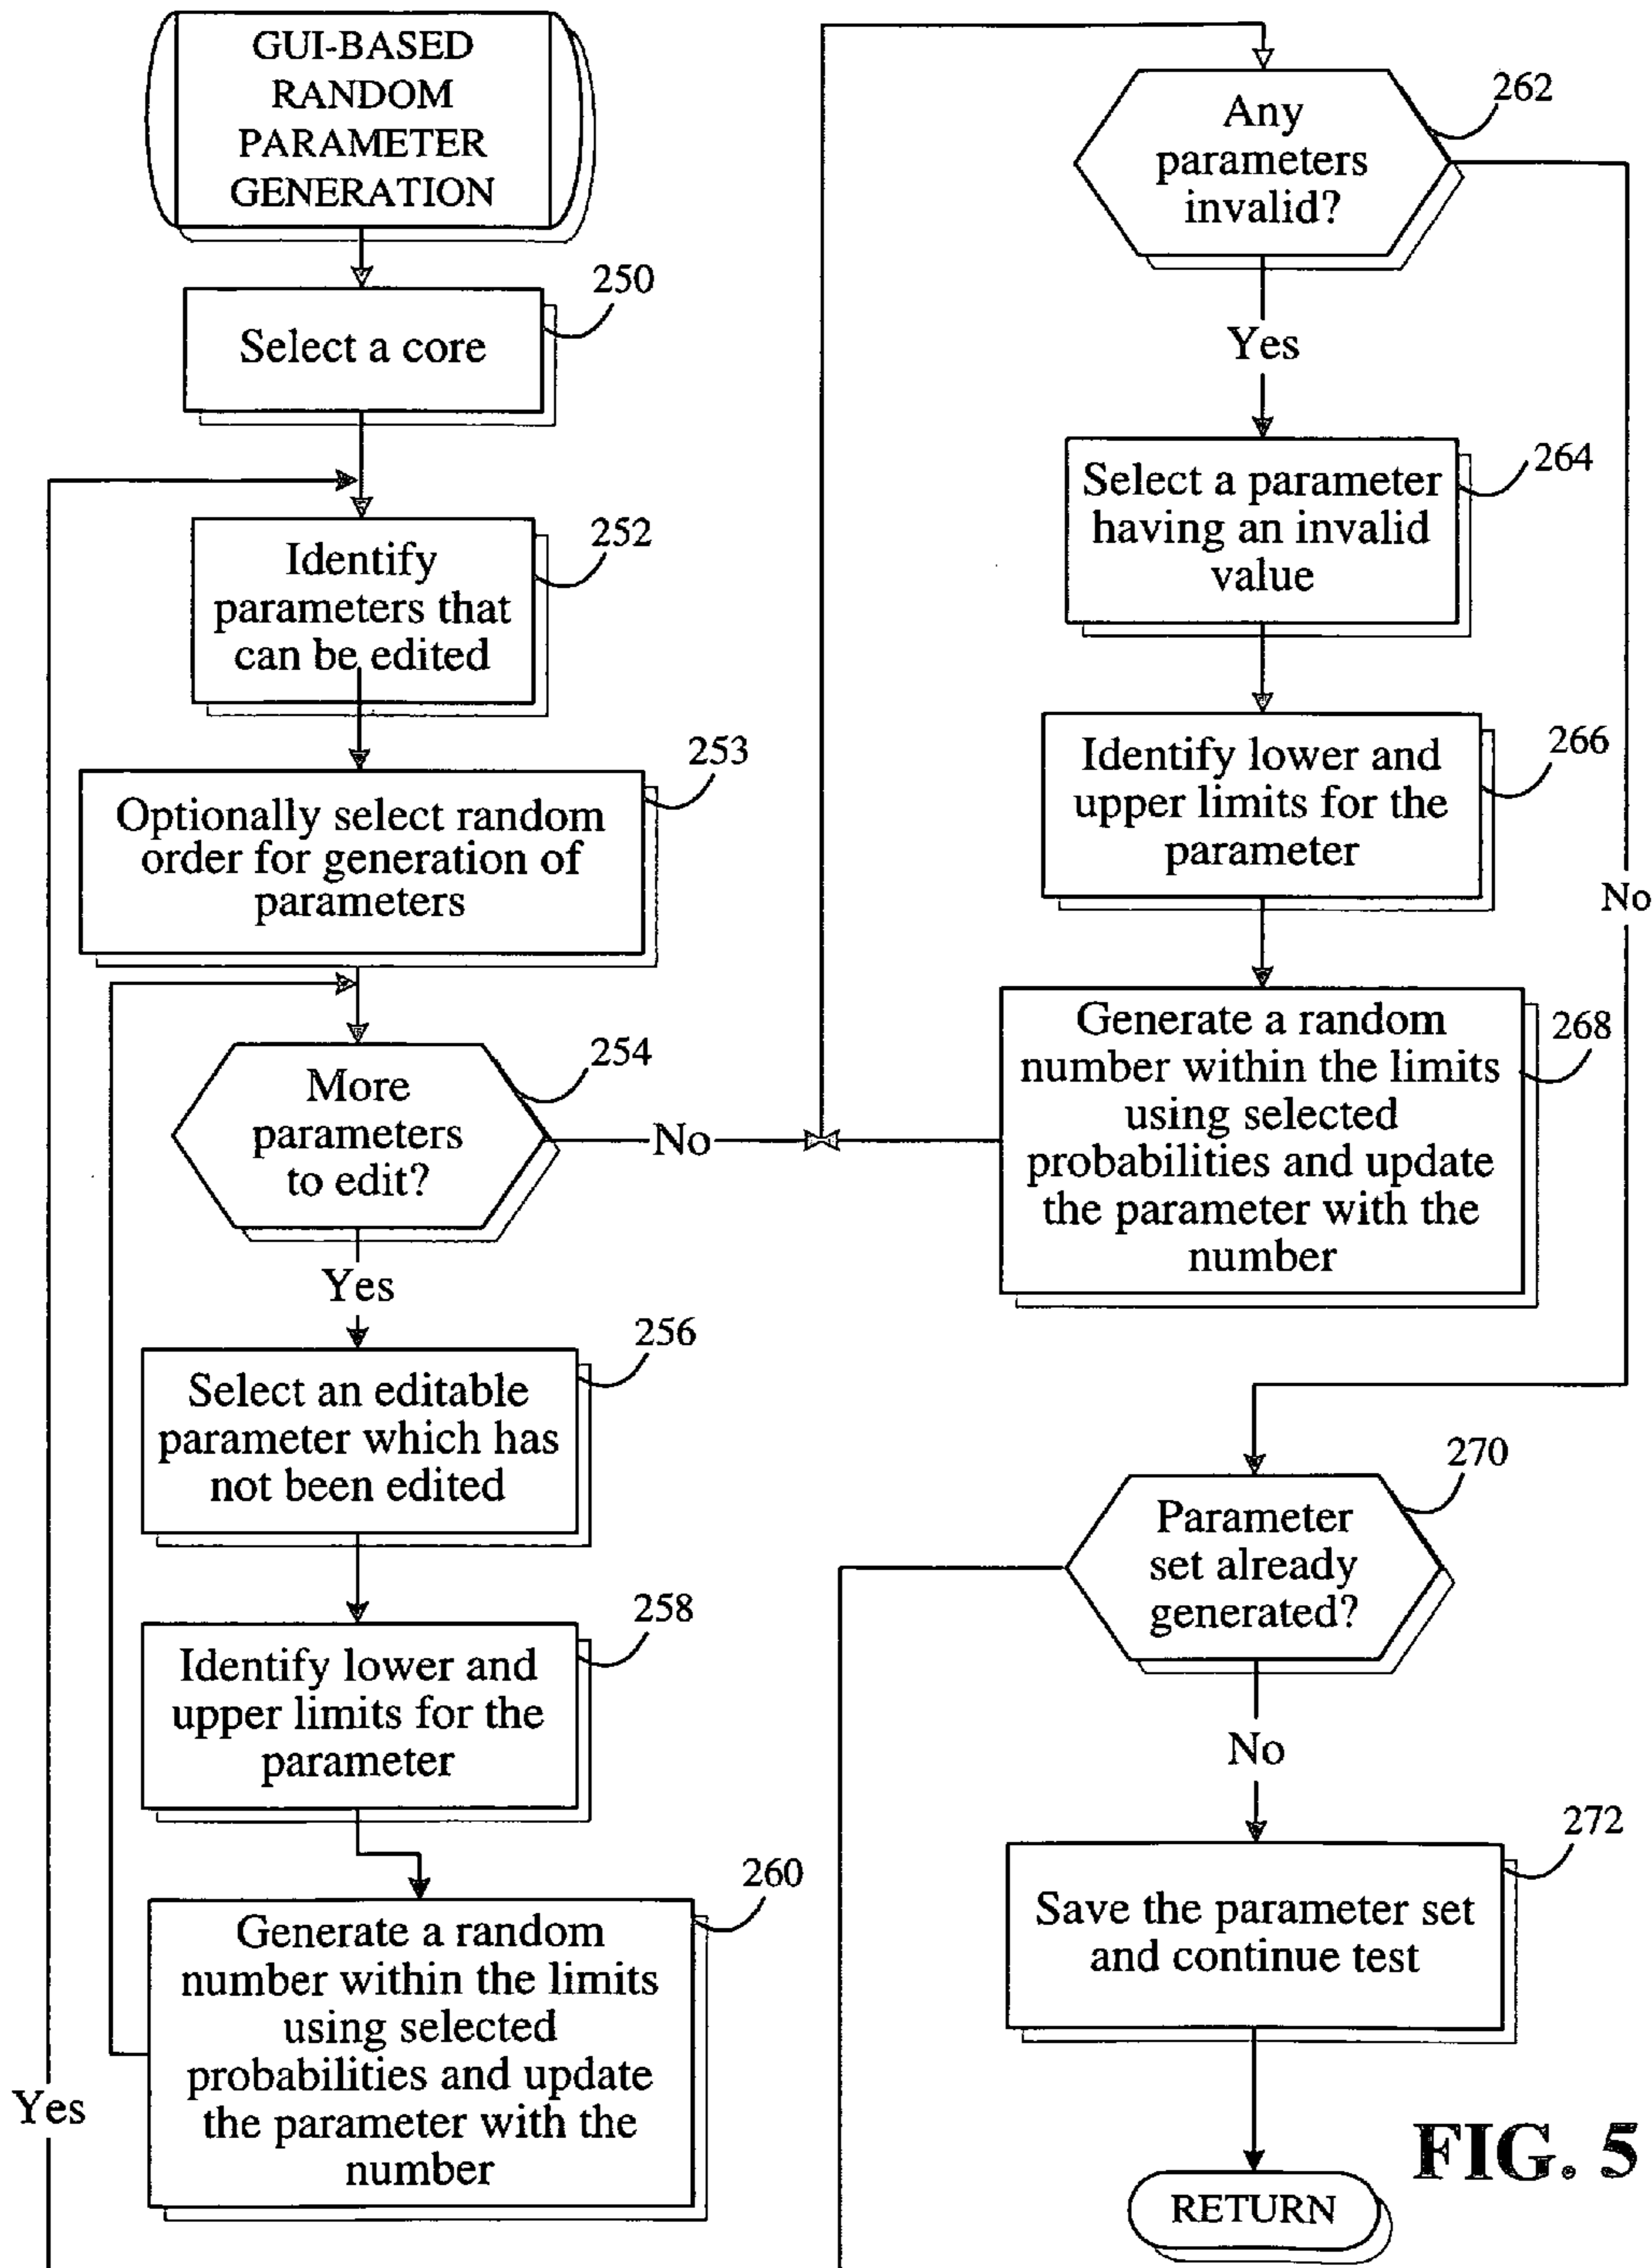 GUI-BASED
RANDOM
PARAMETER
GENERATION
250
Select a core
252
Identify
parameters that
can be edited
253
Optionally select random
order for generation of
parameters
254
More
parameters
to edit?
No
Yes
256
Select an editable
parameter which has
not been edited
258
Identify lower and
upper limits for the
parameter
260
Generate a random
number within the limits
using selected
probabilities and update
the parameter with the
number
Yes
262
Any
parameters
invalid?
Yes
264
Select a parameter
having an invalid
value
266
Identify lower and
upper limits for the
parameter
No
268
Generate a random
number within the limits
using selected
probabilities and update
the parameter with the
number
270
Parameter
set already
generated?
No
272
Save the parameter set
and continue test
RETURN
FIG. 5